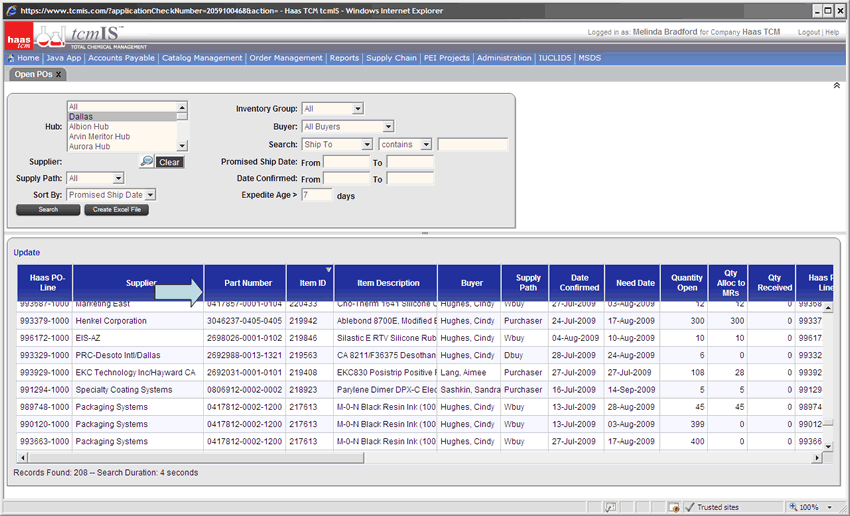 https://www.tcmis.com/?applicationCheckNumber=2059100468&action= - Haas TCM tcmIS - Windows Internet Explorer
haas tcm
tcmIS™
TOTAL CHEMICAL MANAGEMENT
Logged in as: Melinda Bradford for Company Haas TCM Logout | Help
Home | Java App | Accounts Payable | Catalog Management | Order Management | Reports | Supply Chain | PEI Projects | Administration | IUCLIDS | MSDS
Open POs X
Hub: All
Dallas
Albion Hub
Arvin Meritor Hub
Aurora Hub
Supplier: Clear
Supply Path: All
Sort By: Promised Ship Date
Search Create Excel File
Inventory Group: All
Buyer: All Buyers
Search: Ship To contains
Promised Ship Date: From To
Date Confirmed: From To
Expedite Age > 7 days
Update
Haas PO-Line Supplier Part Number Item ID Item Description Buyer Supply Path Date Confirmed Need Date Quantity Open Qty Alloc to MRs Qty Received Haas P Line
993587-1000 Marketing East 0417857-0001-0104 220433 Cho-Therm 1641 Silicone C Hughes, Cindy Wbuy 27-Jul-2009 03-Aug-2009 12 12 0 99358
993379-1000 Henkel Corporation 3046237-0405-0405 219942 Ablebond 8700E, Modified E Hughes, Cindy Purchaser 24-Jul-2009 17-Aug-2009 300 300 0 99337
996172-1000 EIS-AZ 2698026-0001-0102 219846 Silastic E RTV Silicone Rub Hughes, Cindy Wbuy 04-Aug-2009 10-Aug-2009 10 10 0 99617
993329-1000 PRC-Desoto Intl/Dallas 2692988-0013-1321 219563 CA 8211/F36375 Desothan Hughes, Cindy Dbuy 28-Jul-2009 24-Aug-2009 6 0 0 99332
993929-1000 EKC Technology Inc/Hayward CA 2692031-0001-0101 219408 EKC830 Posistrip Positive F Lang, Aimee Purchaser 27-Jul-2009 27-Jul-2009 108 28 0 99392
991294-1000 Specialty Coating Systems 0806912-0002-0002 218923 Parylene Dimer DPX-C Elec Sashkin, Sandra Purchaser 16-Jul-2009 14-Sep-2009 5 5 0 99129
989748-1000 Packaging Systems 0417812-0002-1200 217613 M-0-N Black Resin Ink (100 Hughes, Cindy Wbuy 13-Jul-2009 28-Aug-2009 45 45 0 98974
990120-1000 Packaging Systems 0417812-0002-1200 217613 M-0-N Black Resin Ink (100 Hughes, Cindy Wbuy 13-Jul-2009 03-Aug-2009 399 0 0 99012
993663-1000 Packaging Systems 0417812-0002-1200 217613 M-0-N Black Resin Ink (100 Hughes, Cindy Wbuy 27-Jul-2009 17-Aug-2009 400 0 0 99366
Records Found: 208 -- Search Duration: 4 seconds
Trusted sites 100%